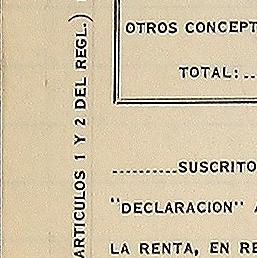 ARTICULOS 1 Y 2 DEL REGL.)
OTROS CONCEPT
TOTAL:..
..........SUSCRITO
"DECLARACION"
LA RENTA, EN RE